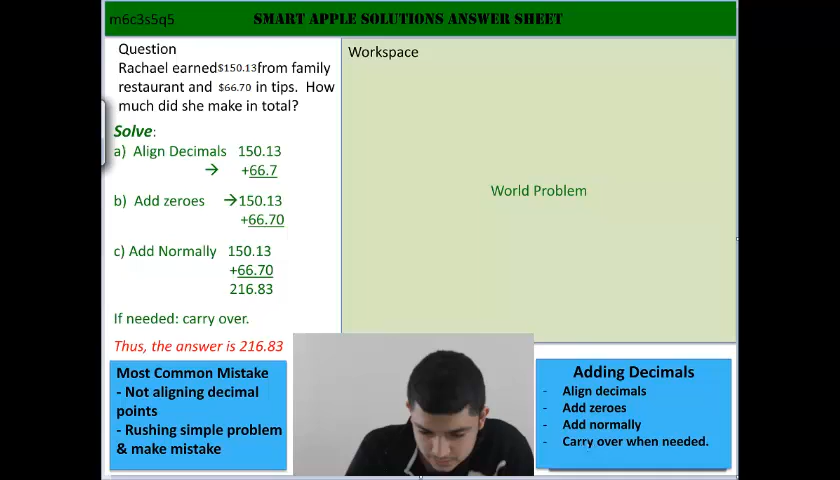 m6c3s5q5
SMART APPLE SOLUTIONS ANSWER SHEET
Question
Rachael earned $150.13 from family
restaurant and $66.70 in tips. How
much did she make in total?
Solve:
a) Align Decimals 150.13
→ +66.7
b) Add zeroes → 150.13
+66.70
c) Add Normally 150.13
+66.70
216.83
If needed: carry over.
Thus, the answer is 216.83
Most Common Mistake
- Not aligning decimal
points
- Rushing simple problem
& make mistake
Workspace
World Problem
Adding Decimals
- Align decimals
- Add zeroes
- Add normally
- Carry over when needed.